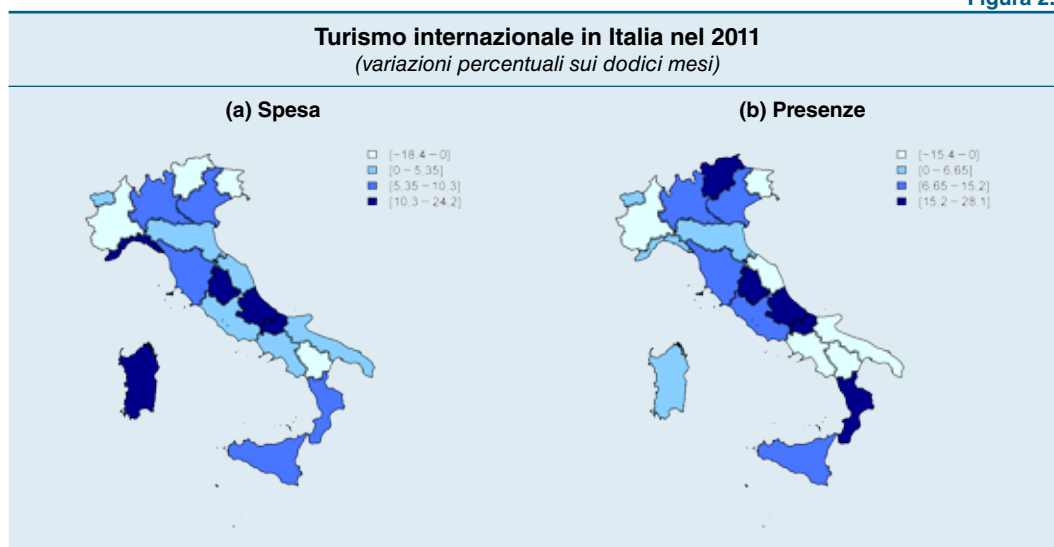 Figura 2.
Turismo internazionale in Italia nel 2011
(variazioni percentuali sui dodici mesi)
(a) Spesa
[-18.4 – 0]
[0 – 5.35]
[5.35 – 10.3]
[10.3 – 24.2]
(b) Presenze
[-15.4 – 0]
[0 – 6.65]
[6.65 – 15.2]
[15.2 – 28.1]